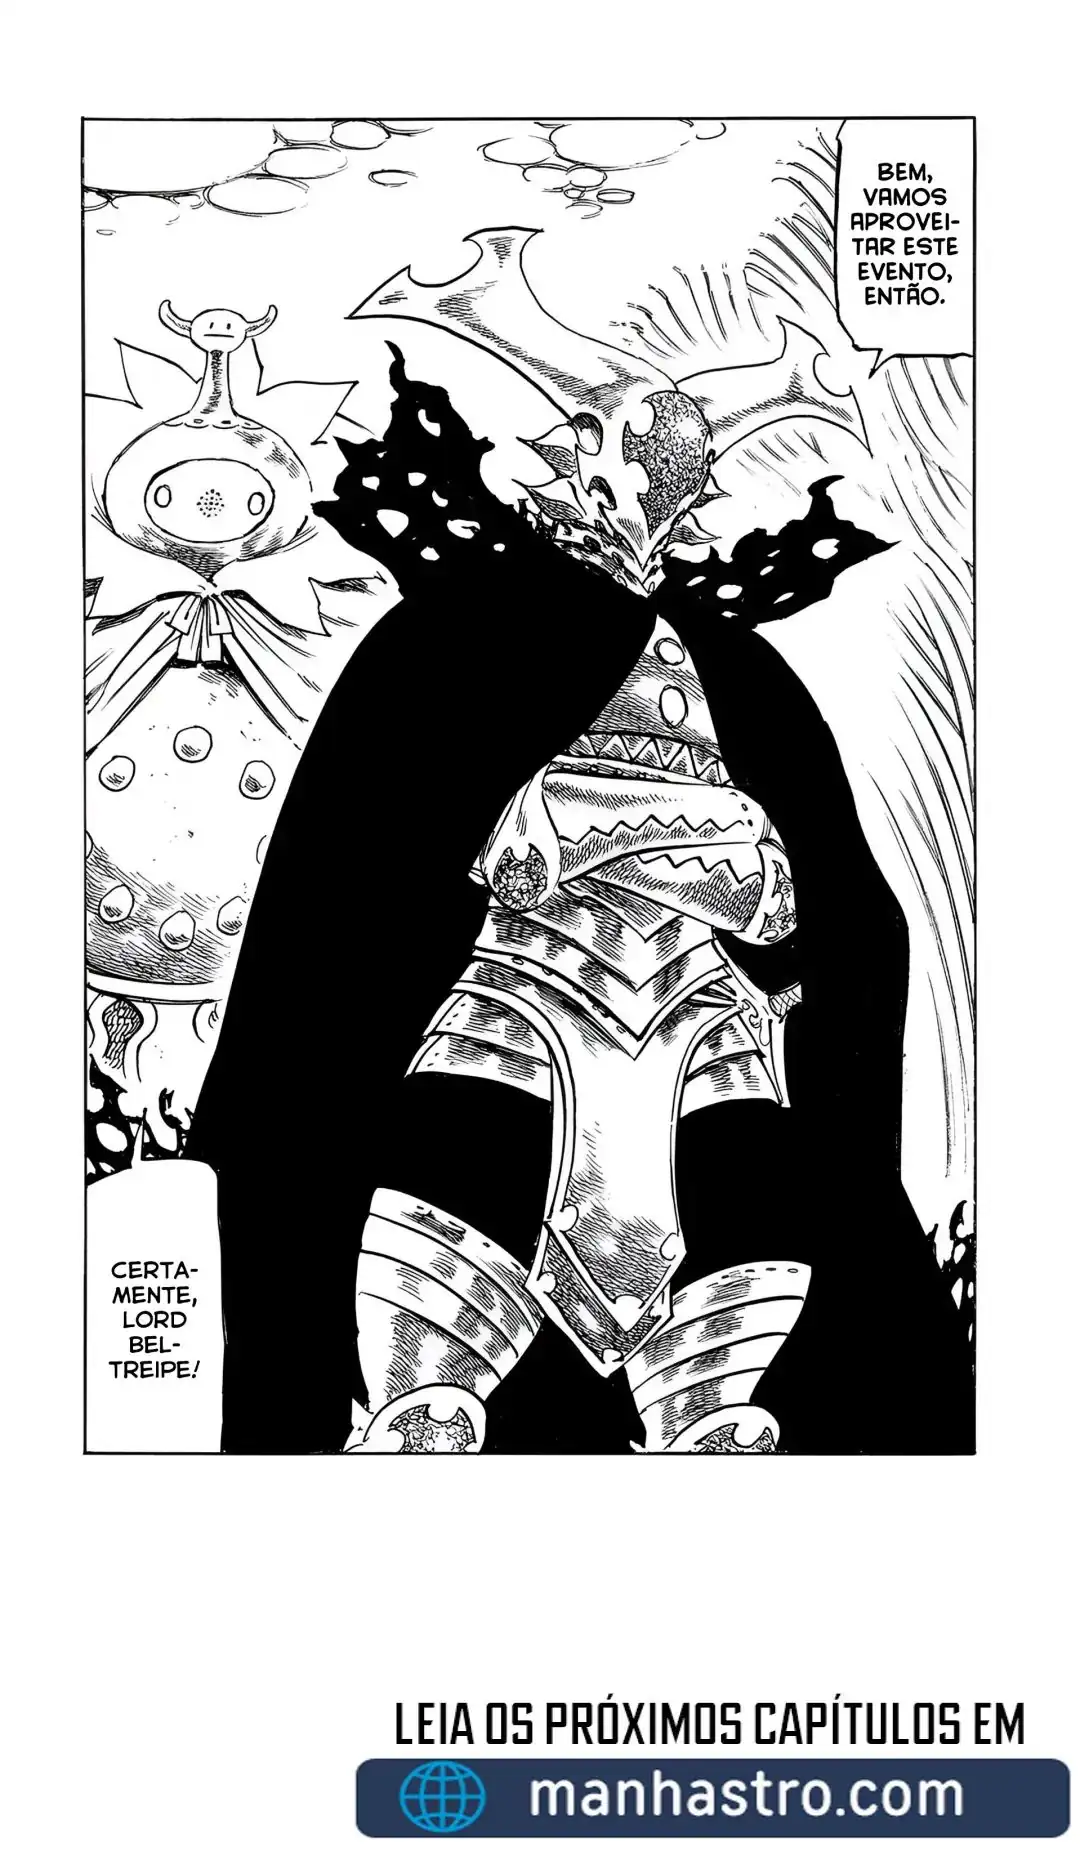 BEM,
VAMOS
APROVEI-
TAR ESTE
EVENTO,
ENTÃO.
CERTA-
MENTE,
LORD
BEL-
TREIPE!
LEIA OS PRÓXIMOS CAPÍTULOS EM
manhastro.com